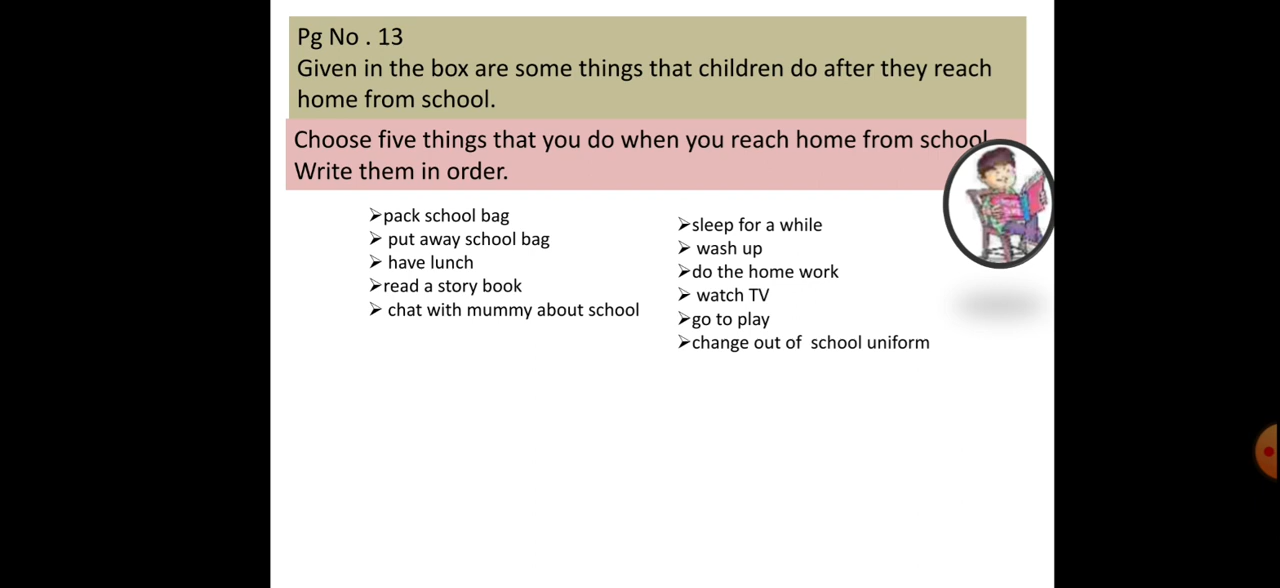 Pg No . 13
Given in the box are some things that children do after they reach
home from school.
Choose five things that you do when you reach home from school
Write them in order.
➢pack school bag
➢ put away school bag
➢ have lunch
➢read a story book
➢ chat with mummy about school
➢sleep for a while
➢ wash up
➢do the home work
➢ watch TV
➢go to play
➢change out of school uniform